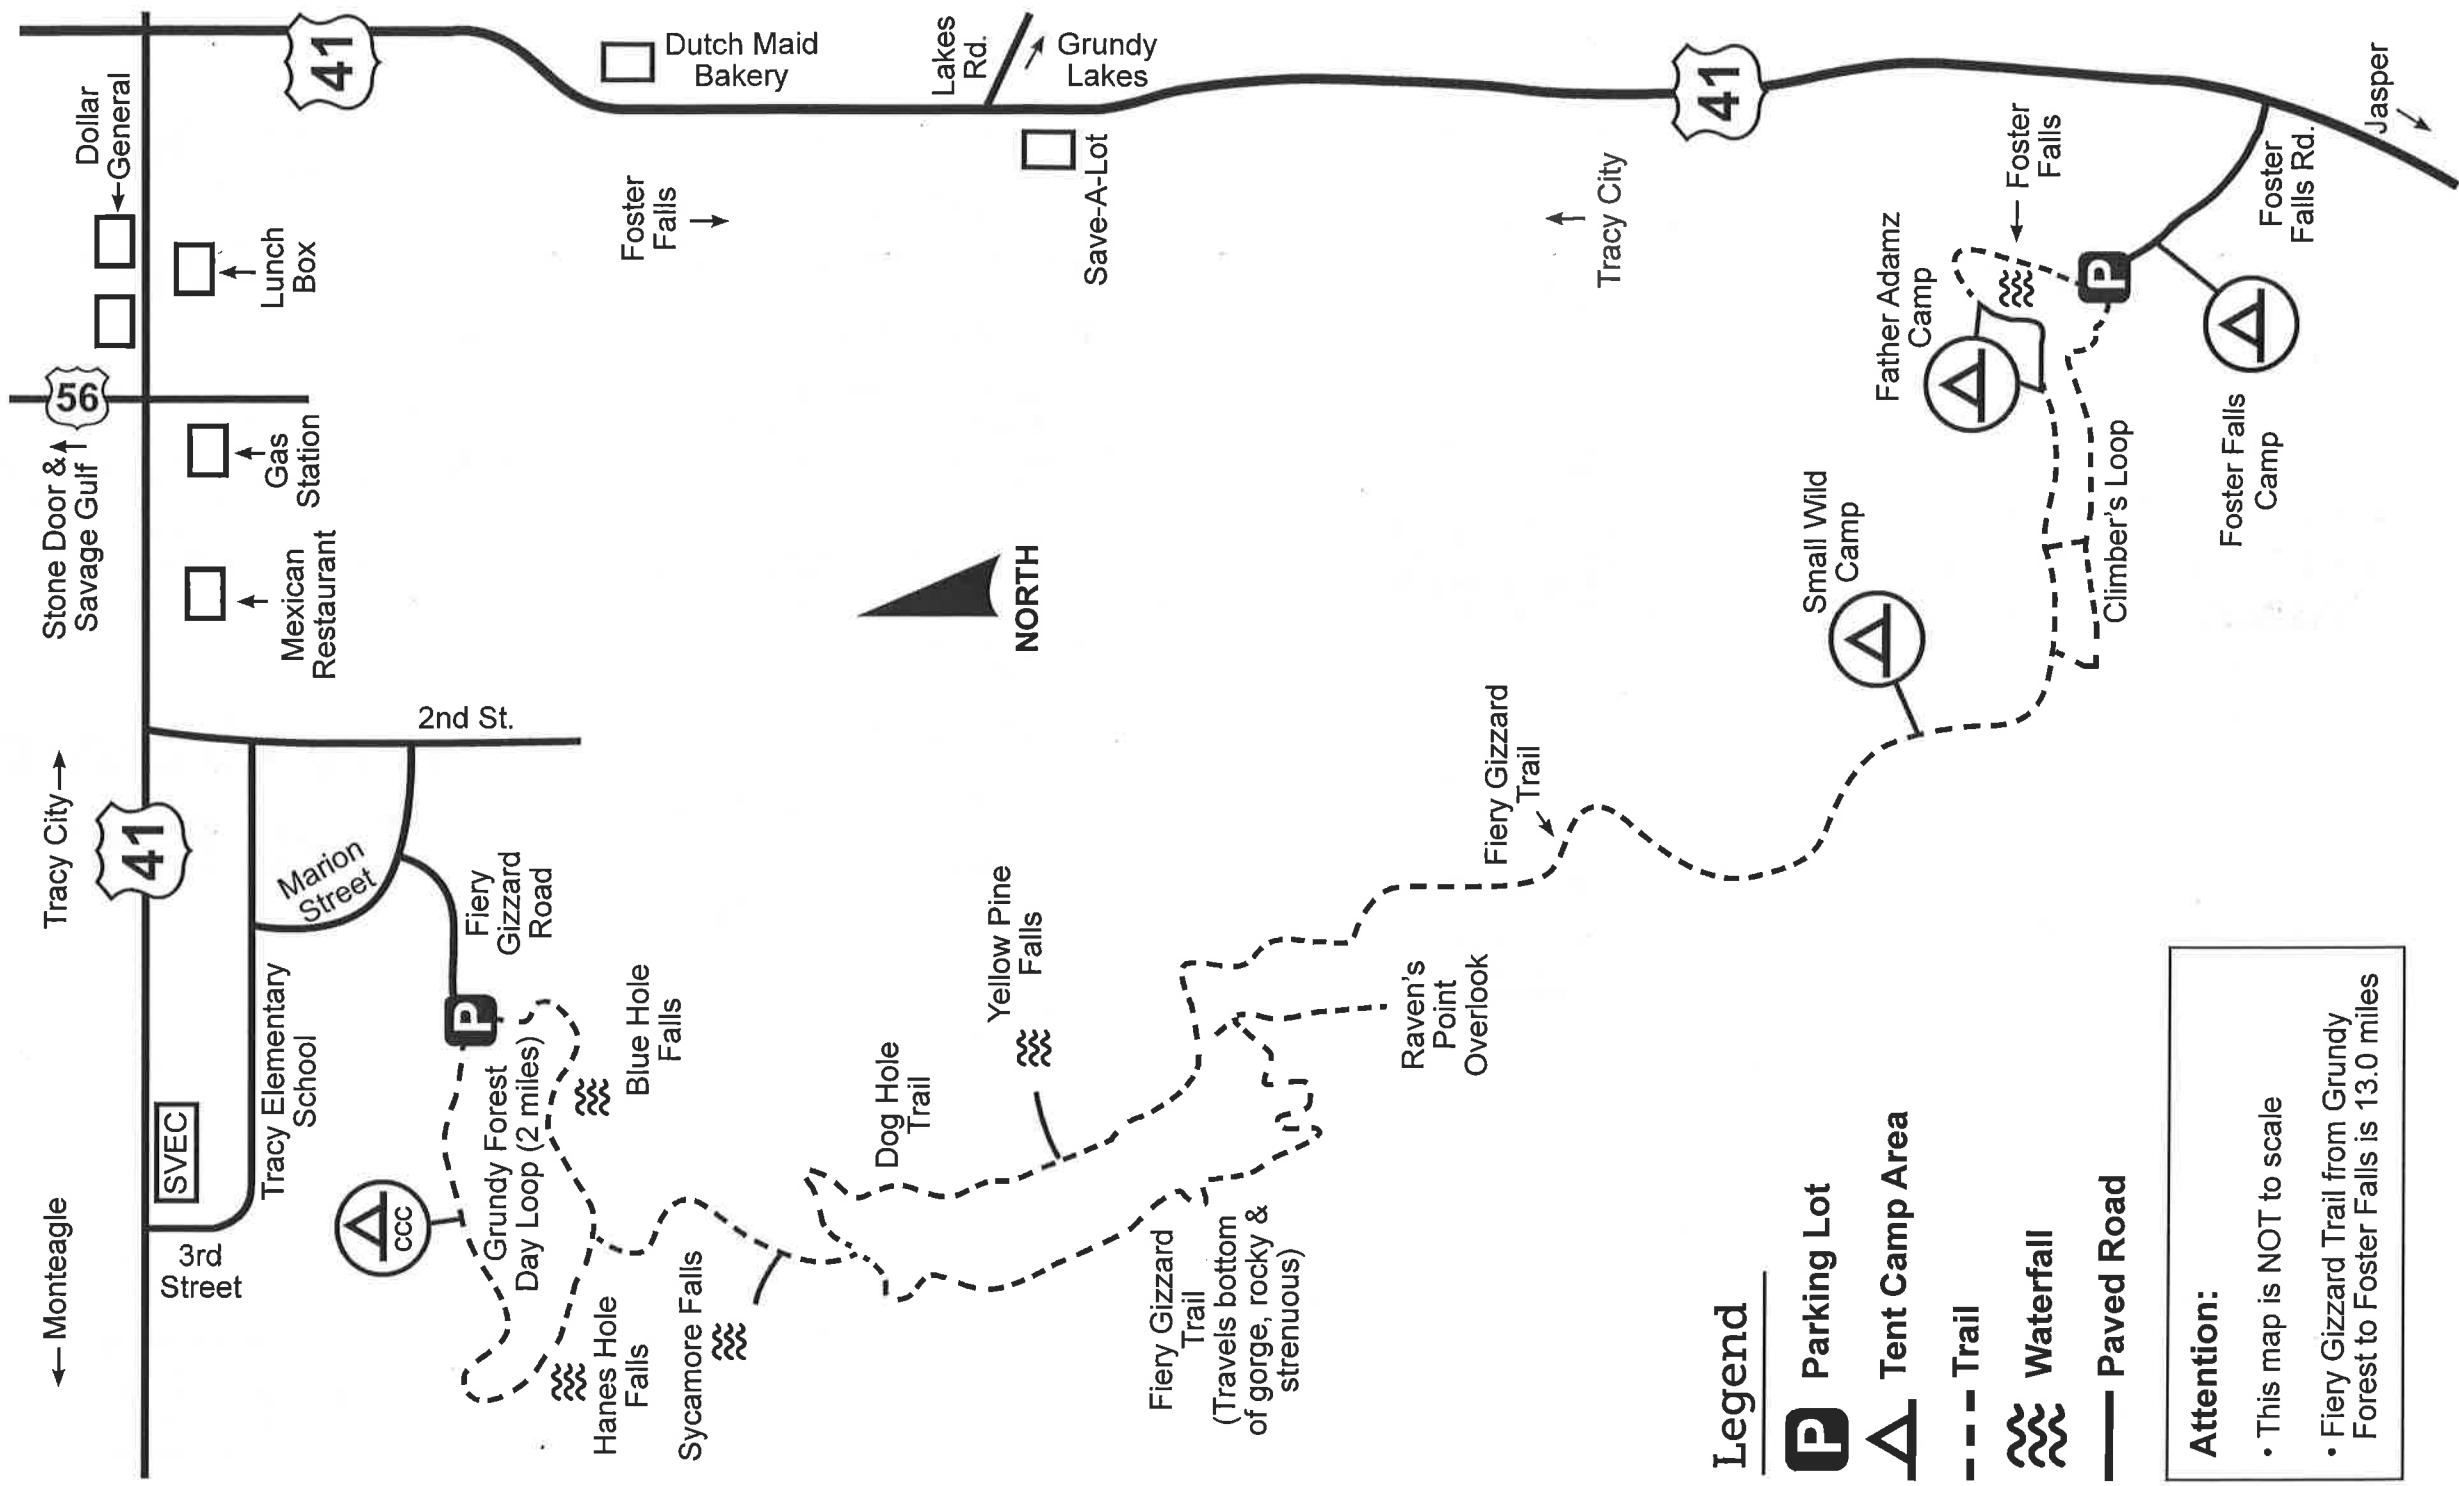 ← Monteagle
Tracy City →
Stone Door &
Savage Gulf
56
41
3rd
Street
SVEC
Tracy Elementary
School
Marion
Street
2nd St.
Fiery
Gizzard
Road
Mexican
Restaurant
Gas
Station
Lunch
Box
Dollar
General
41
Dutch Maid
Bakery
Lakes
Rd.
Grundy
Lakes
Save-A-Lot
Foster
Falls
Tracy City
41
Jasper
Foster
Falls Rd.
Foster
Falls
P
Father Adamz
Camp
Foster Falls
Camp
Climber's Loop
Small Wild
Camp
NORTH
P
CCC
Grundy Forest
Day Loop (2 miles)
Blue Hole
Falls
Hanes Hole
Falls
Sycamore Falls
Dog Hole
Trail
Yellow Pine
Falls
Fiery Gizzard
Trail
(Travels bottom
of gorge, rocky &
strenuous)
Raven's
Point
Overlook
Fiery Gizzard
Trail
Legend
P Parking Lot
Tent Camp Area
Trail
Waterfall
Paved Road
Attention:
• This map is NOT to scale
• Fiery Gizzard Trail from Grundy
Forest to Foster Falls is 13.0 miles